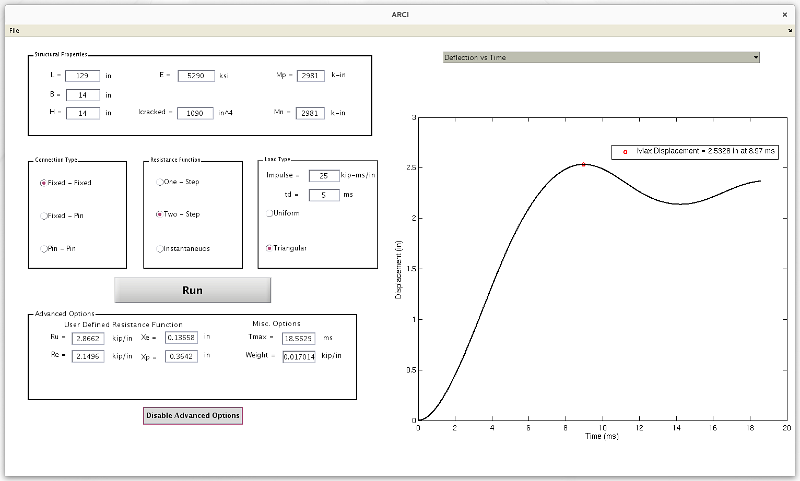 ARCI
File
Structural Properties
L = 129 in
E = 5290 ksi
Mp = 2981 k-in
B = 14 in
H = 14 in
Icracked = 1090 in^4
Mn = 2981 k-in
Connection Type
Fixed - Fixed
Fixed - Pin
Pin - Pin
Resistance Function
One - Step
Two - Step
Instantaneous
Load Type
Impulse = 25 kip-ms/in
td = 5 ms
Uniform
Triangular
Run
Advanced Options
User Defined Resistance Function
Ru = 2.8662 kip/in Xe = 0.13558 in
Re = 2.1496 kip/in Xp = 0.3642 in
Misc. Options
Tmax = 18.5629 ms
Weight = 0.017014 kip/in
Disable Advanced Options
Deflection vs Time
Max Displacement = 2.5328 in at 8.97 ms
Displacement (in)
3
2.5
2
1.5
1
0.5
0
0 2 4 6 8 10 12 14 16 18 20
Time (ms)